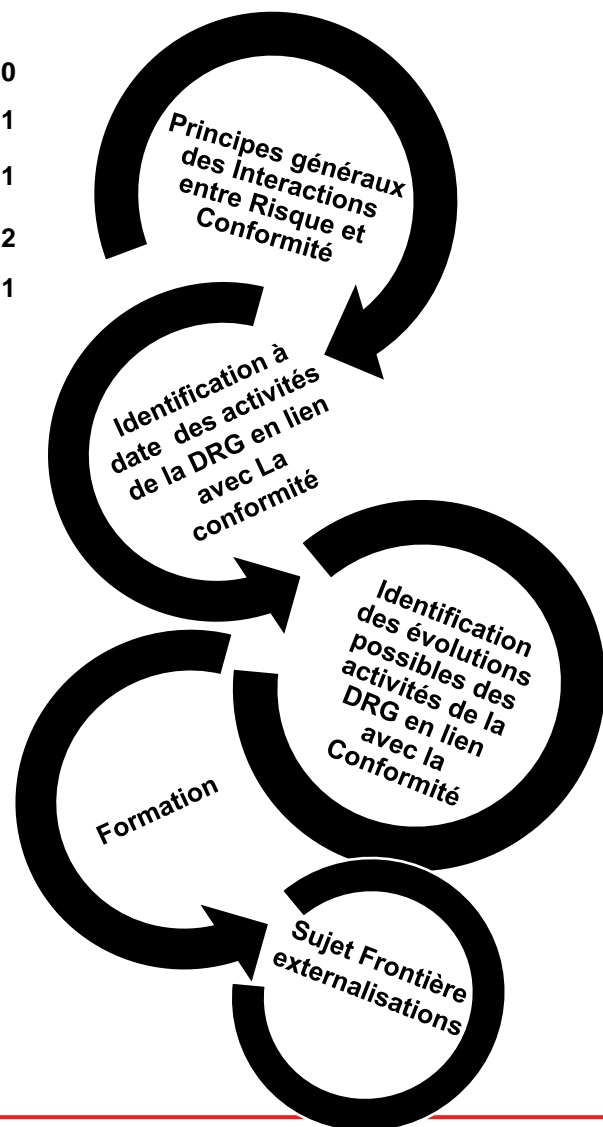 0
1
1
2
1
Principes généraux
des Interactions
entre Risque et
Conformité
Identification à
date des activités
de la DRG en lien
avec La
conformité
Identification
des évolutions
possibles des
activités de la
DRG en lien
avec la
Conformité
Formation
Sujet Frontière
externalisations